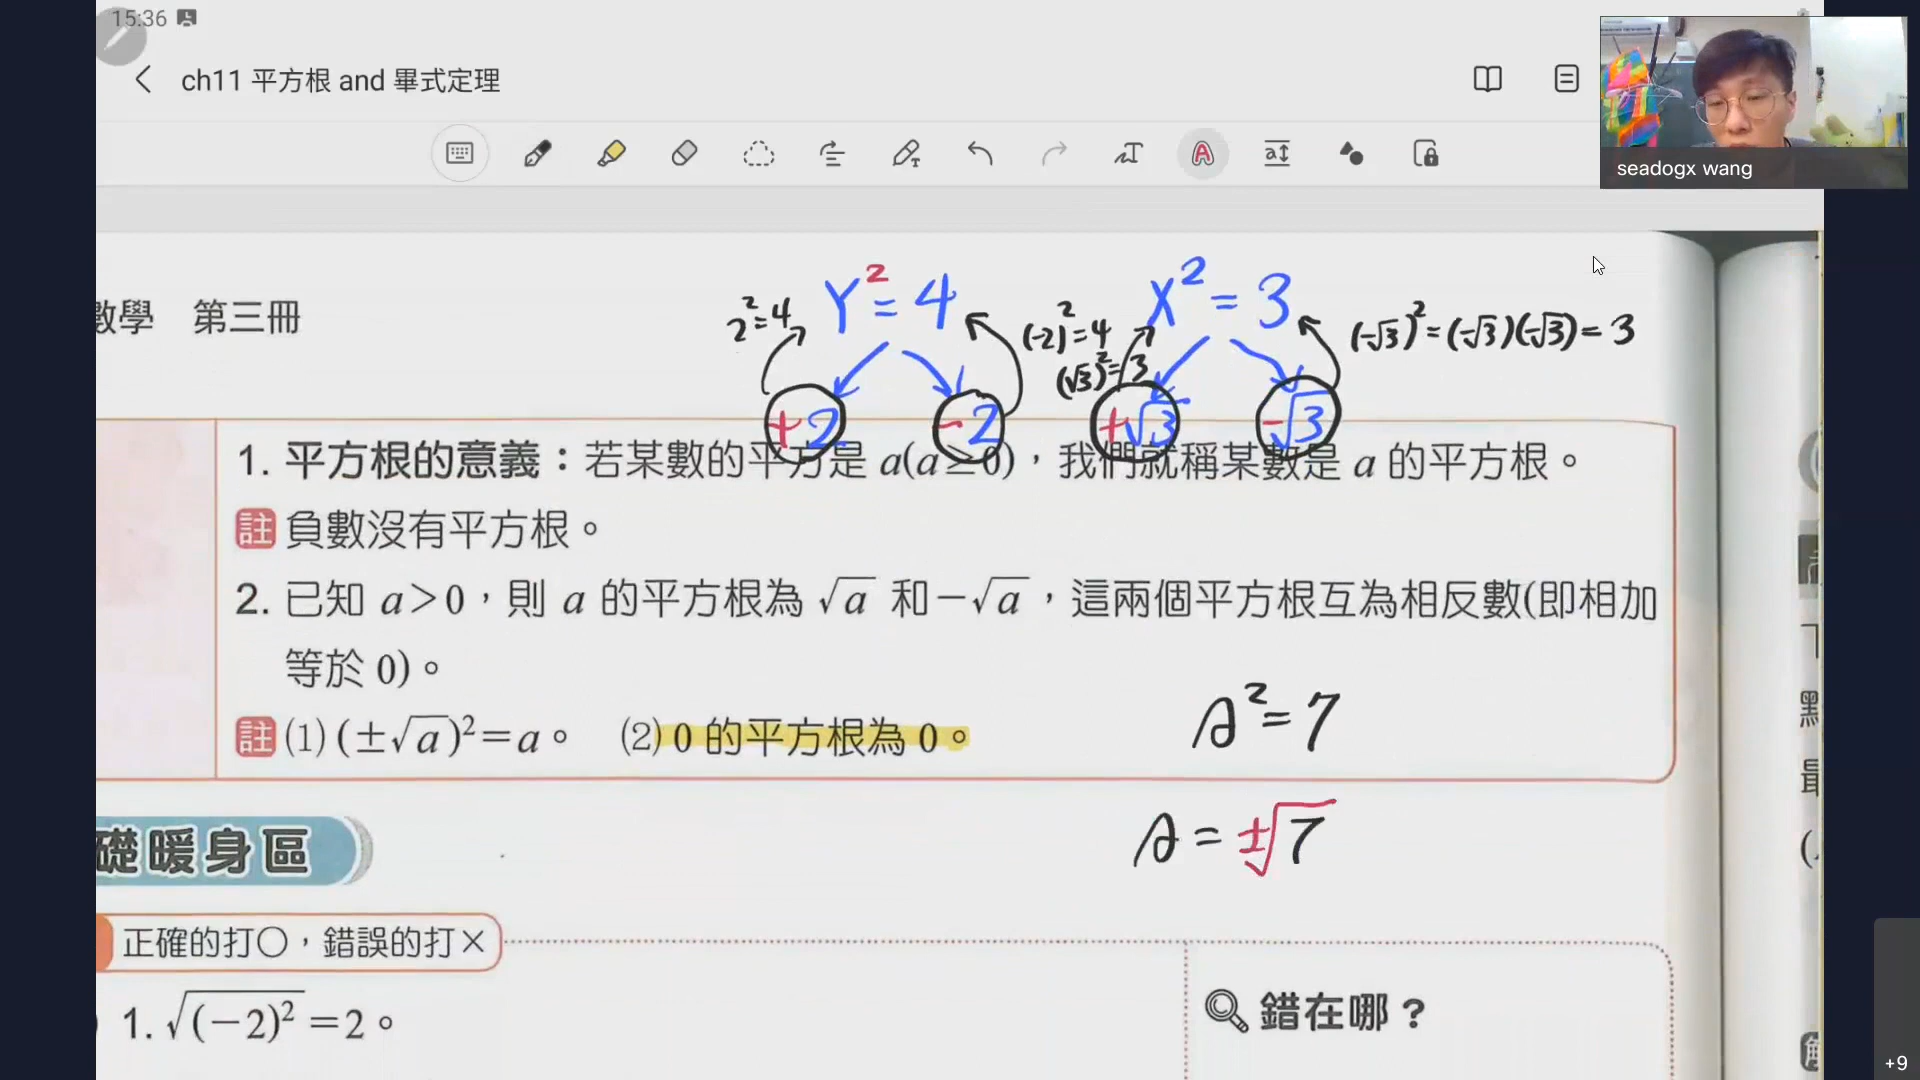 15:36
ch11 平方根 and 畢式定理
seadogx wang
數學 第三冊
Y²=4
2²=4
(-2)²=4
+2
-2
X²=3
(√3)²=3
(-√3)²=(-√3)(-√3)=3
+√3
-√3
1. 平方根的意義：若某數的平方是 a(a≥0)，我們就稱某數是 a 的平方根。
註 負數沒有平方根。
2. 已知 a>0，則 a 的平方根為 √a 和－√a，這兩個平方根互為相反數(即相加
等於 0)。
註 (1) (±√a)²=a。 (2) 0 的平方根為 0。
A²=7
A=±√7
礎暖身區
正確的打○，錯誤的打×
1. √(-2)²=2。
錯在哪？
+9